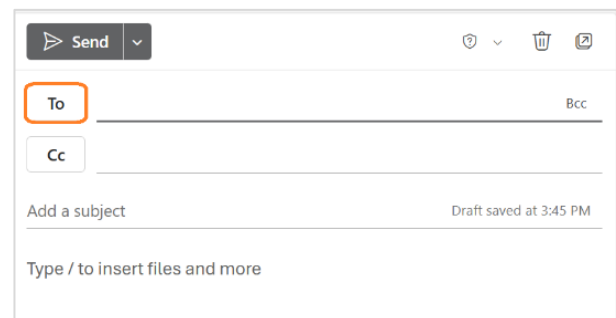 Send
To
Bcc
Cc
Add a subject Draft saved at 3:45 PM
Type / to insert files and more